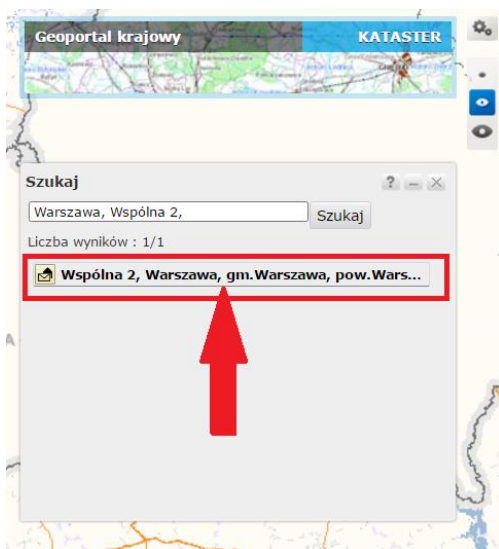 Geoportal krajowy KATASTER
Szukaj ? – ×
Warszawa, Wspólna 2, Szukaj
Liczba wyników : 1/1
Wspólna 2, Warszawa, gm.Warszawa, pow.Wars...